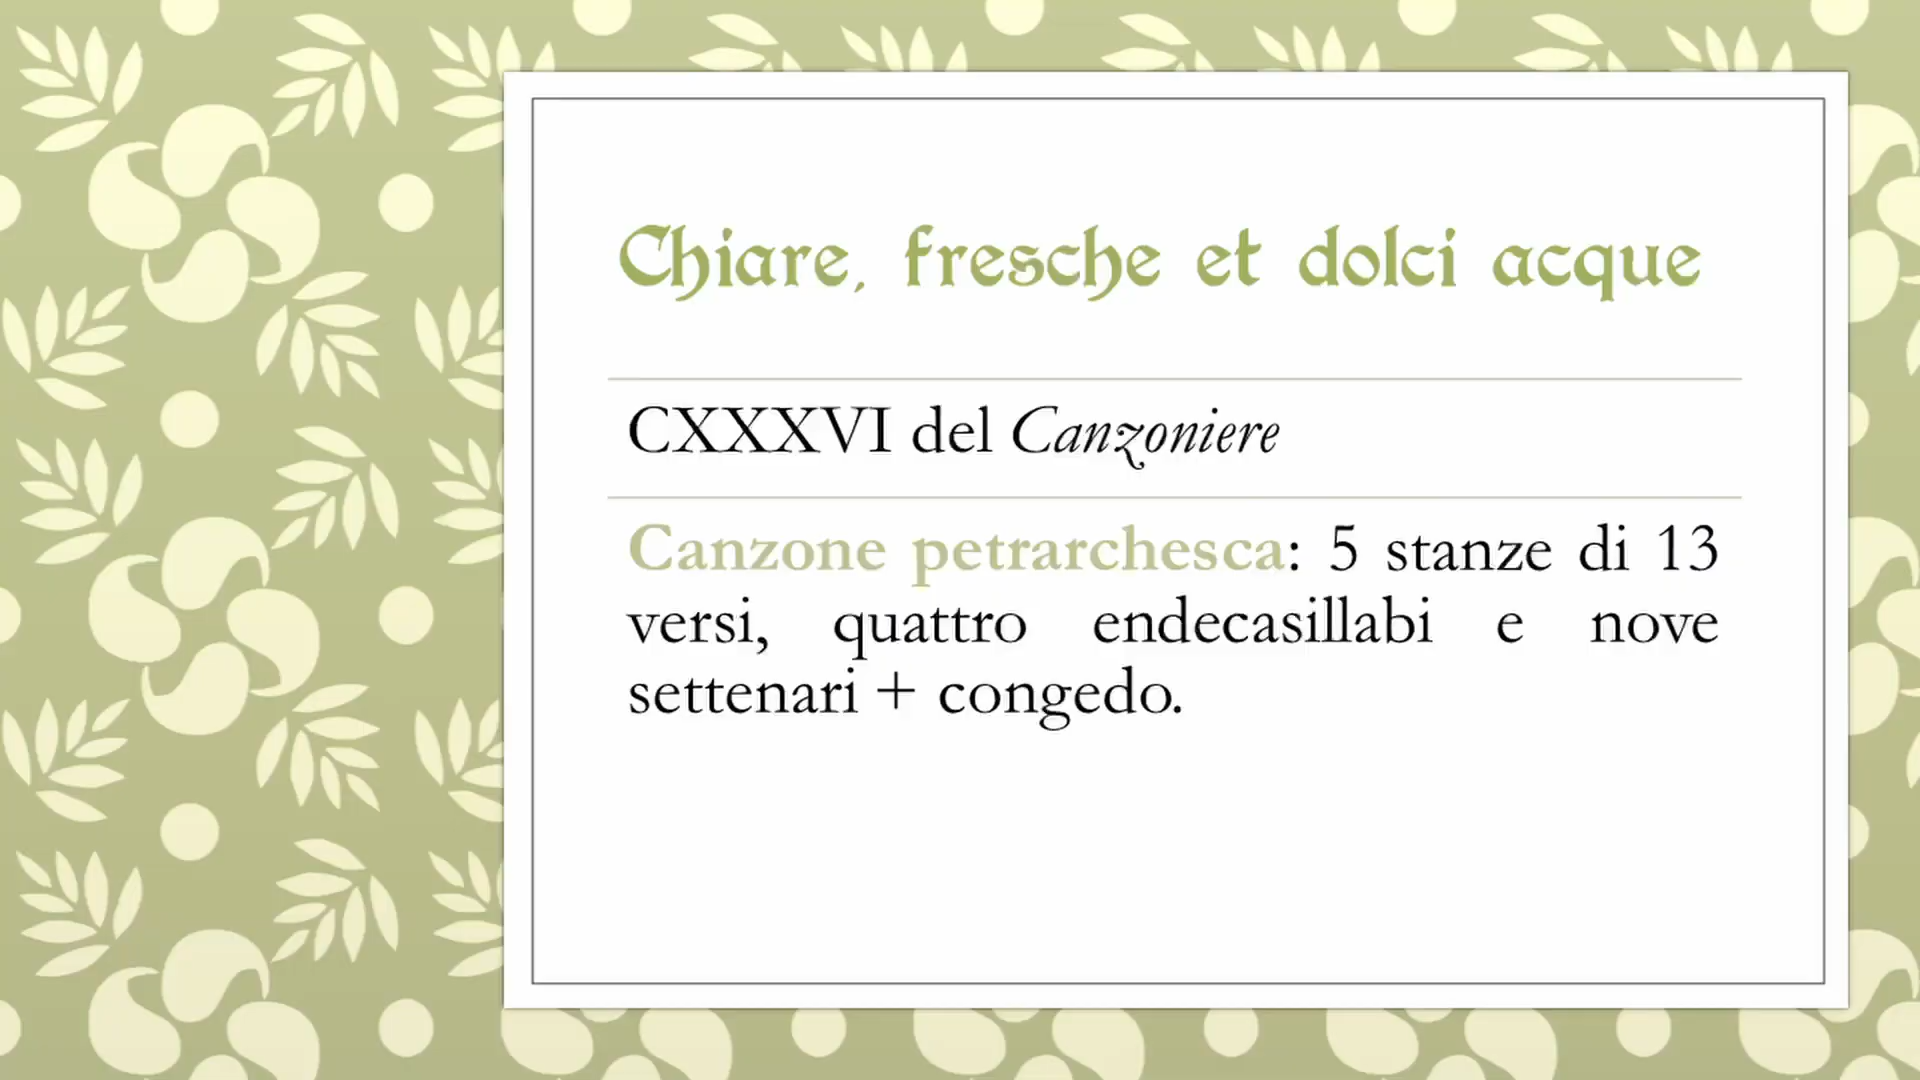 Chiare, fresche et dolci acque
CXXXVI del Canzoniere
Canzone petrarchesca: 5 stanze di 13
versi, quattro endecasillabi e nove
settenari + congedo.